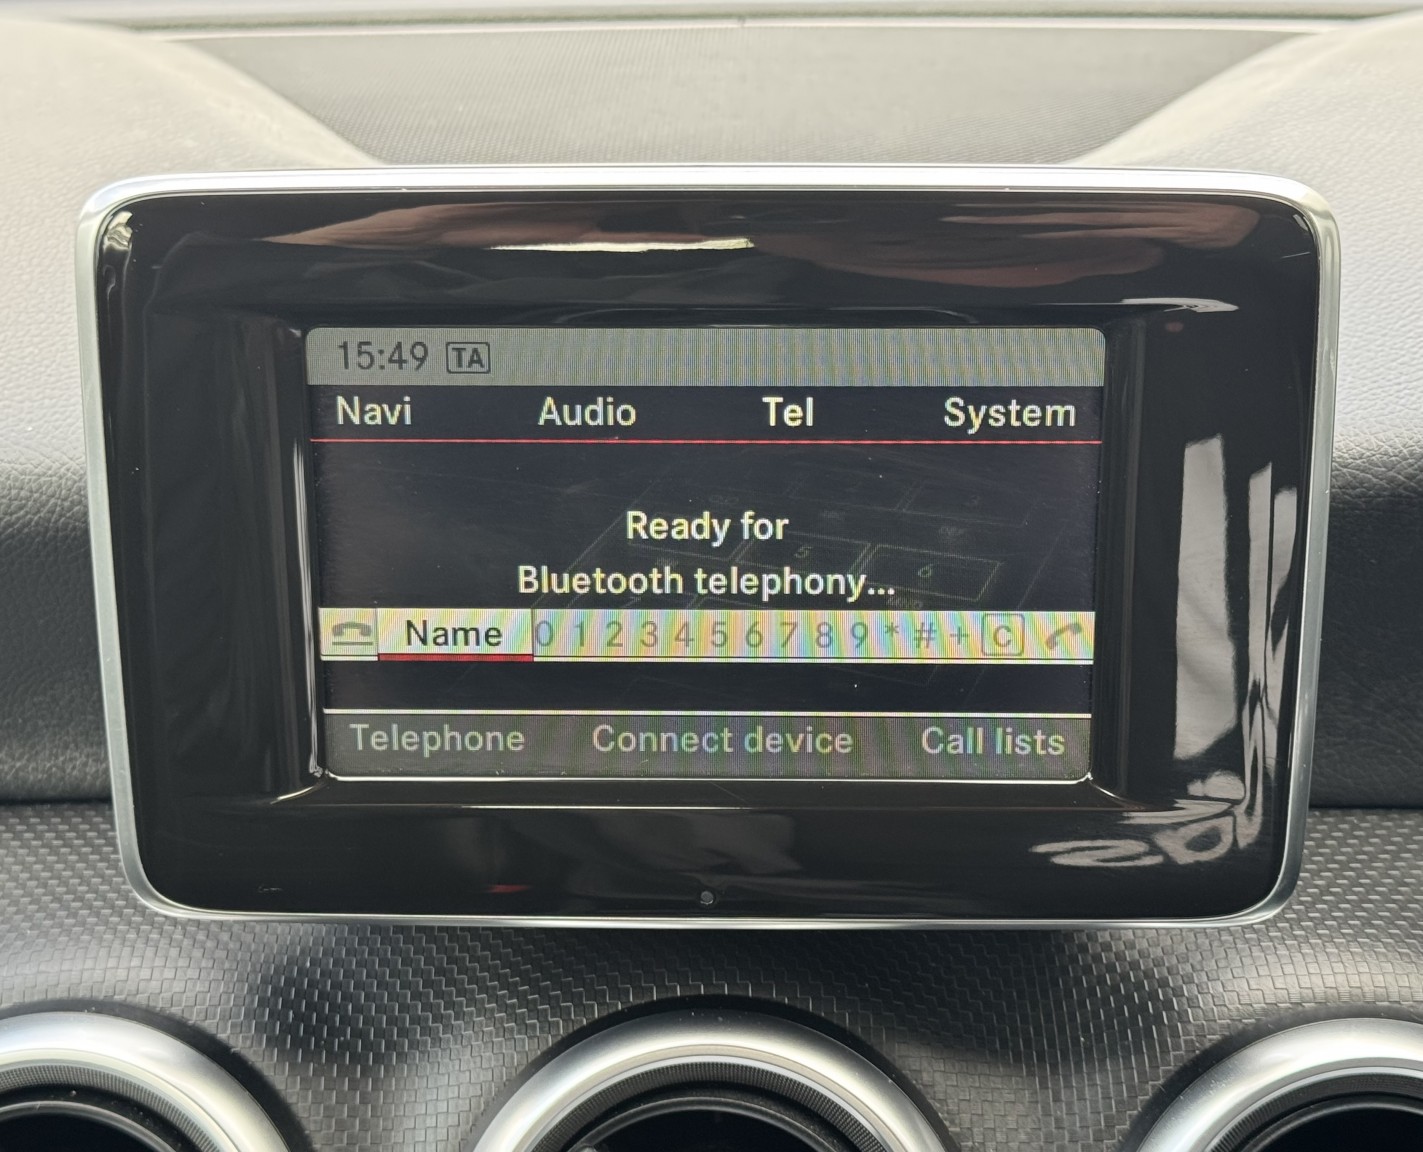 15:49 TA
Navi Audio Tel System
Ready for
Bluetooth telephony...
Name 0 1 2 3 4 5 6 7 8 9 * # + C
Telephone Connect device Call lists